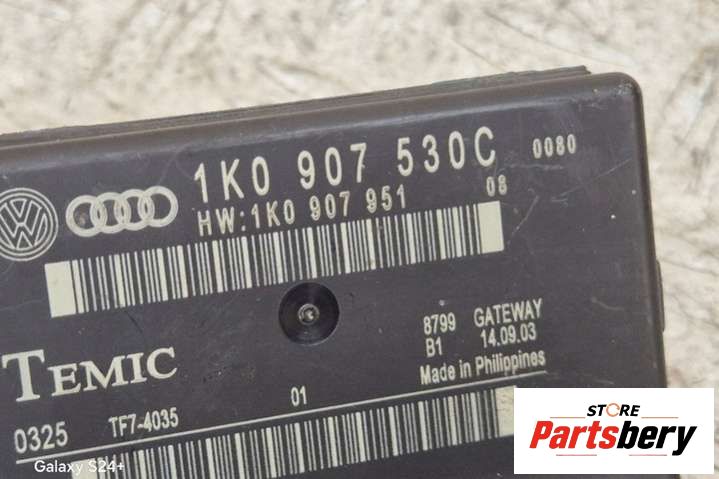 1K0 907 530C 0080
HW:1K0 907 951 08
8799 GATEWAY
B1 14.09.03
Made in Philippines
TEMIC
01
0325 TF7-4035
Galaxy S24+
STORE
Partsbery